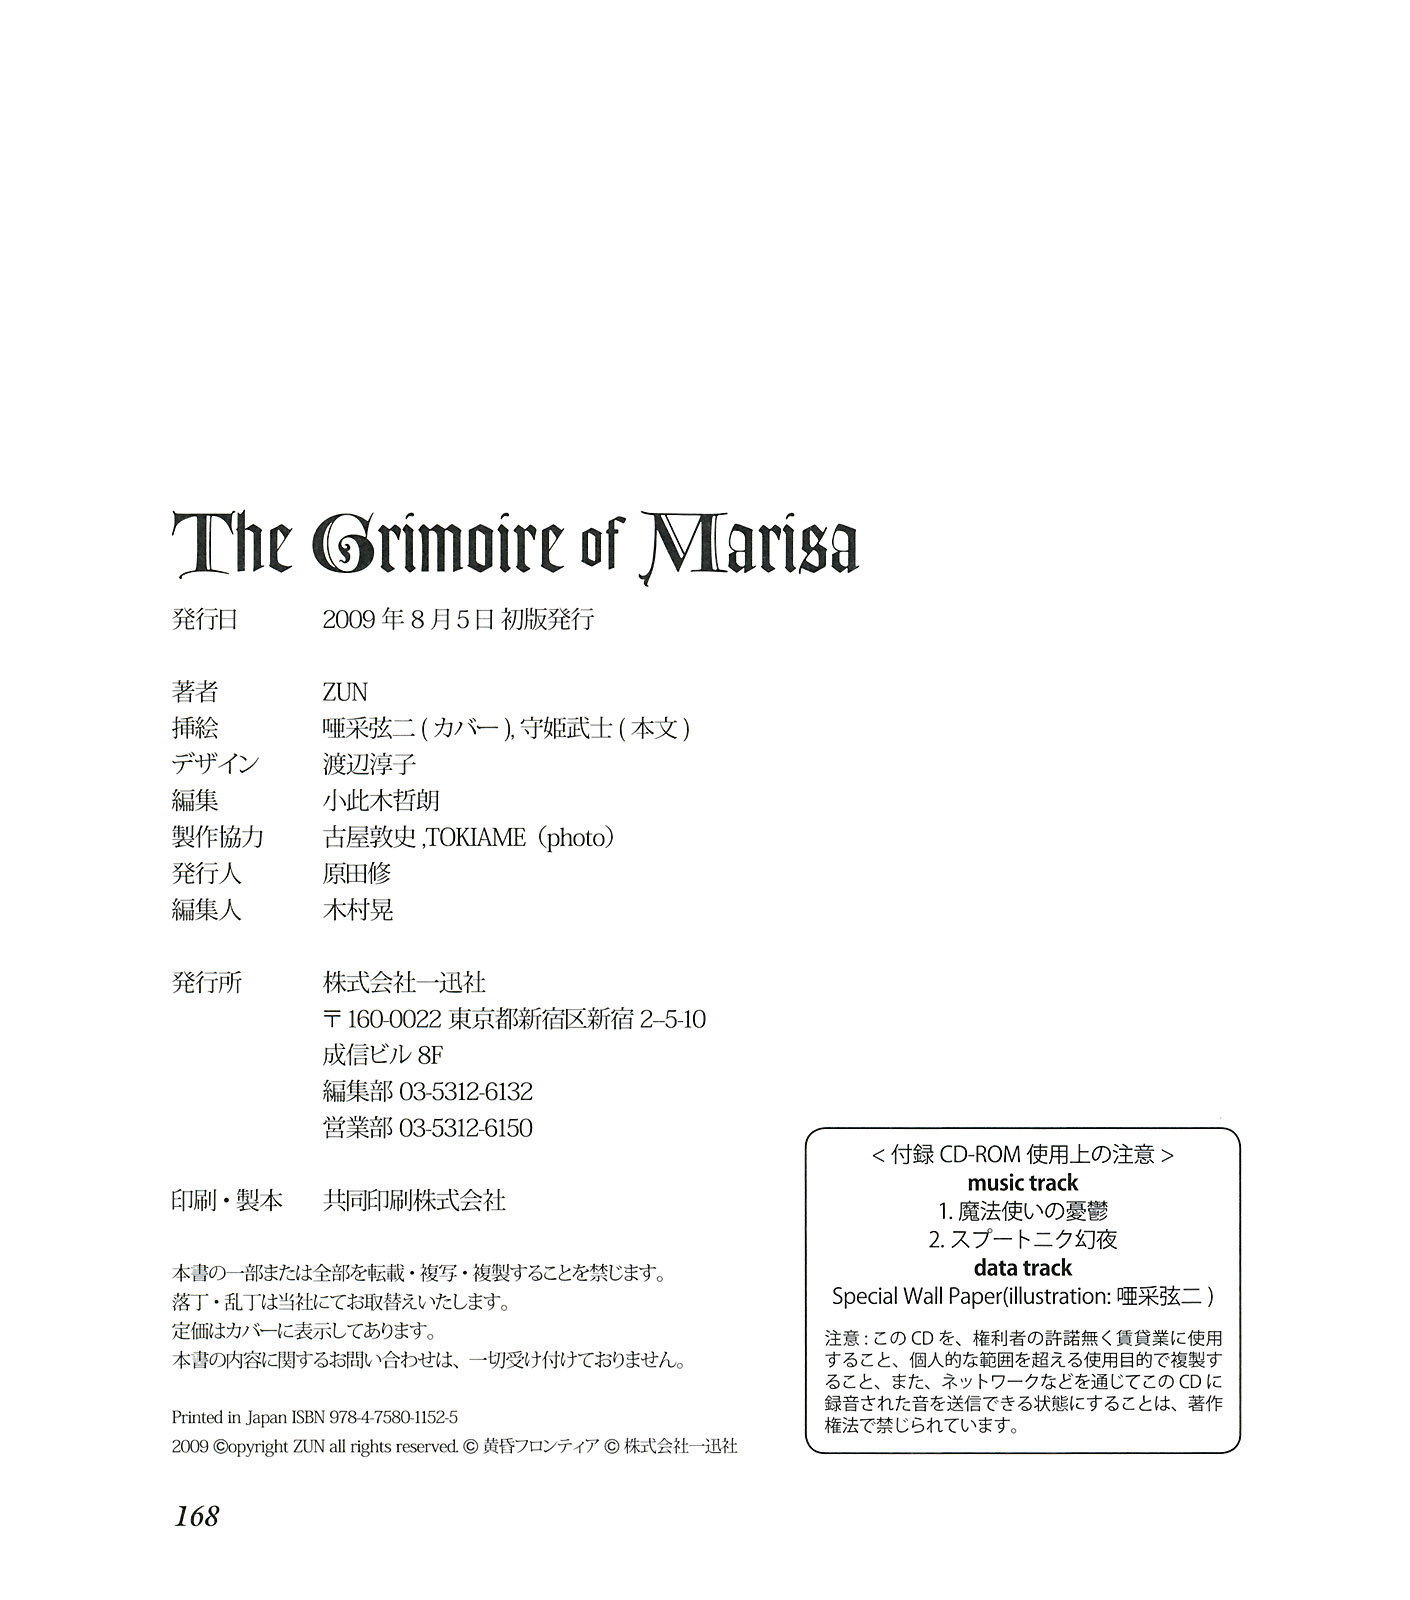 The Grimoire of Marisa
発行日 2009 年 8 月 5 日 初版発行
著者 ZUN
挿絵 唖采弦二 ( カバー ), 守姫武士 ( 本文 )
デザイン 渡辺淳子
編集 小此木哲朗
製作協力 古屋敦史 ,TOKIAME（photo）
発行人 原田修
編集人 木村晃
発行所 株式会社一迅社
〒 160-0022 東京都新宿区新宿 2–5-10
成信ビル 8F
編集部 03-5312-6132
営業部 03-5312-6150
印刷・製本 共同印刷株式会社
本書の一部または全部を転載・複写・複製することを禁じます。
落丁・乱丁は当社にてお取替えいたします。
定価はカバーに表示してあります。
本書の内容に関するお問い合わせは、一切受け付けておりません。
Printed in Japan ISBN 978-4-7580-1152-5
2009 ©opyright ZUN all rights reserved. © 黄昏フロンティア © 株式会社一迅社
< 付録 CD-ROM 使用上の注意 >
music track
1. 魔法使いの憂鬱
2. スプートニク幻夜
data track
Special Wall Paper(illustration: 唖采弦二 )
注意 : この CD を、権利者の許諾無く賃貸業に使用
すること、個人的な範囲を超える使用目的で複製す
ること、また、ネットワークなどを通じてこの CD に
録音された音を送信できる状態にすることは、著作
権法で禁じられています。
168